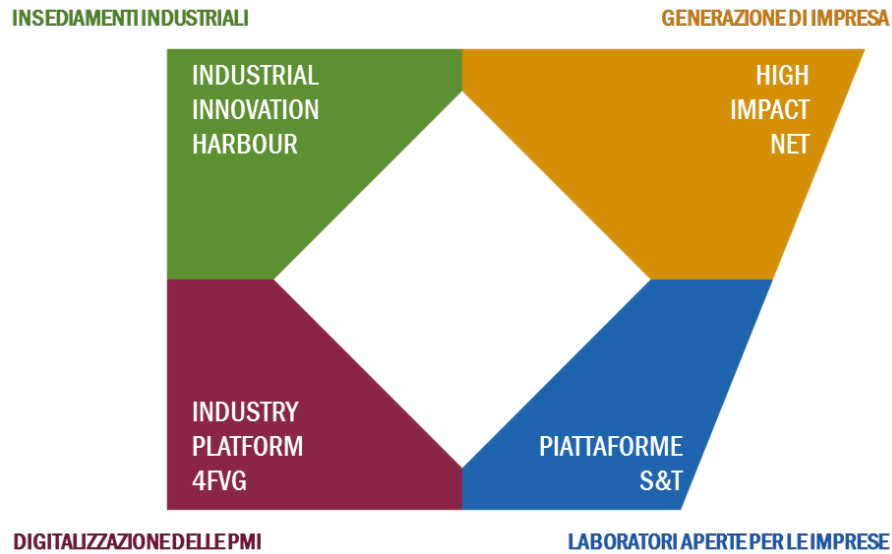 INSEDIAMENTI INDUSTRIALI
GENERAZIONE DI IMPRESA
INDUSTRIAL
INNOVATION
HARBOUR
HIGH
IMPACT
NET
INDUSTRY
PLATFORM
4FVG
PIATTAFORME
S&T
DIGITALIZZAZIONE DELLE PMI
LABORATORI APERTE PER LE IMPRESE